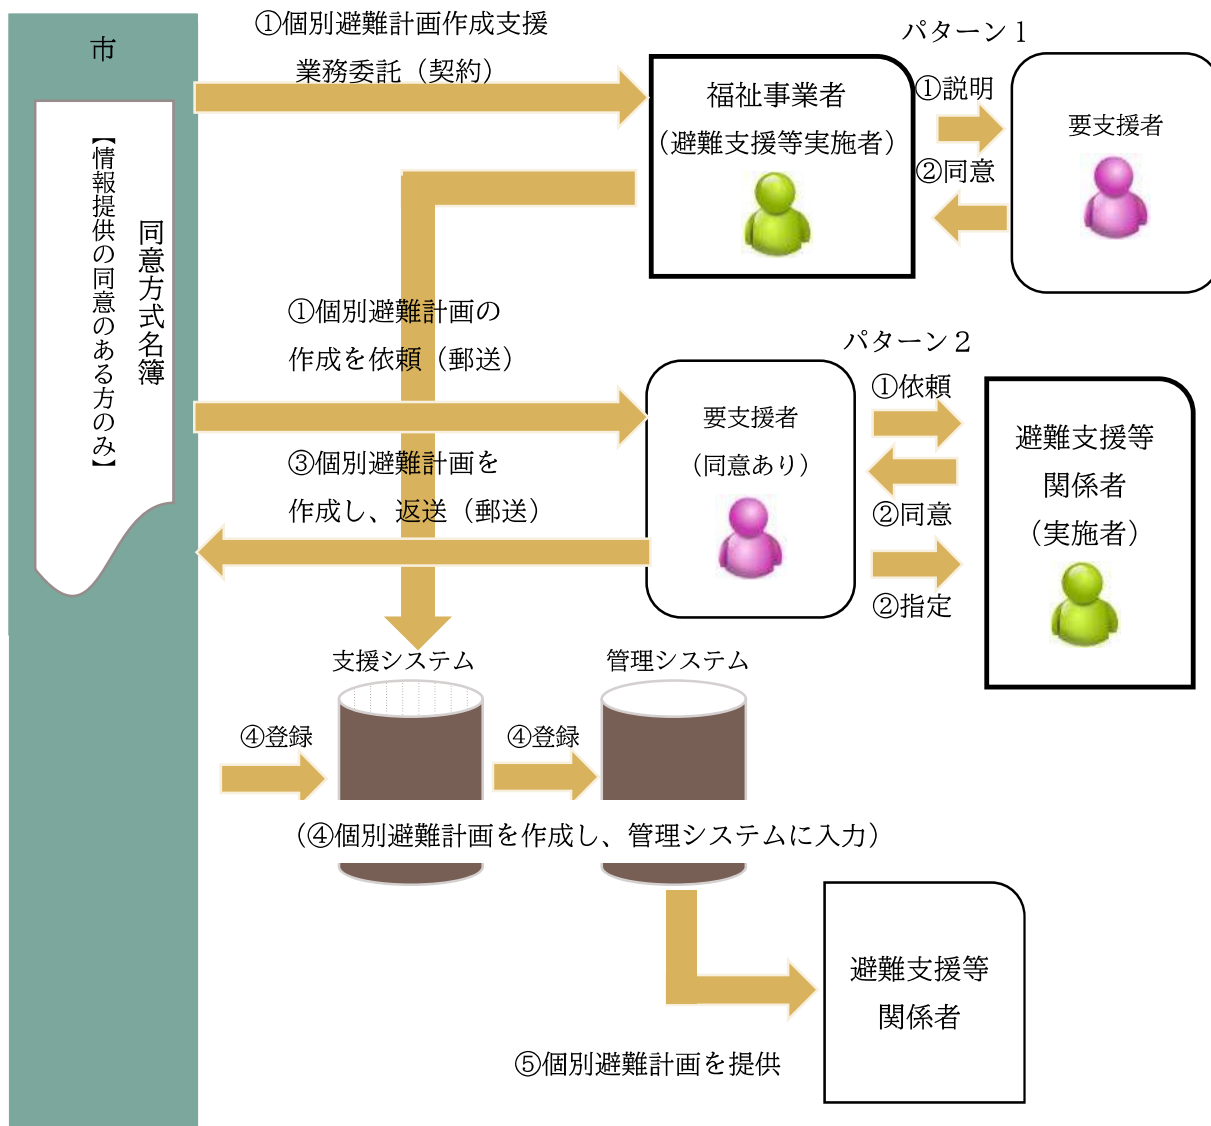 市
同意方式名簿
【情報提供の同意のある方のみ】
①個別避難計画作成支援
業務委託（契約）
福祉事業者
（避難支援等実施者）
パターン１
①説明
②同意
要支援者
①個別避難計画の
作成を依頼（郵送）
③個別避難計画を
作成し、返送（郵送）
パターン２
要支援者
（同意あり）
①依頼
②同意
②指定
避難支援等
関係者
（実施者）
支援システム
管理システム
④登録
④登録
（④個別避難計画を作成し、管理システムに入力）
避難支援等
関係者
⑤個別避難計画を提供